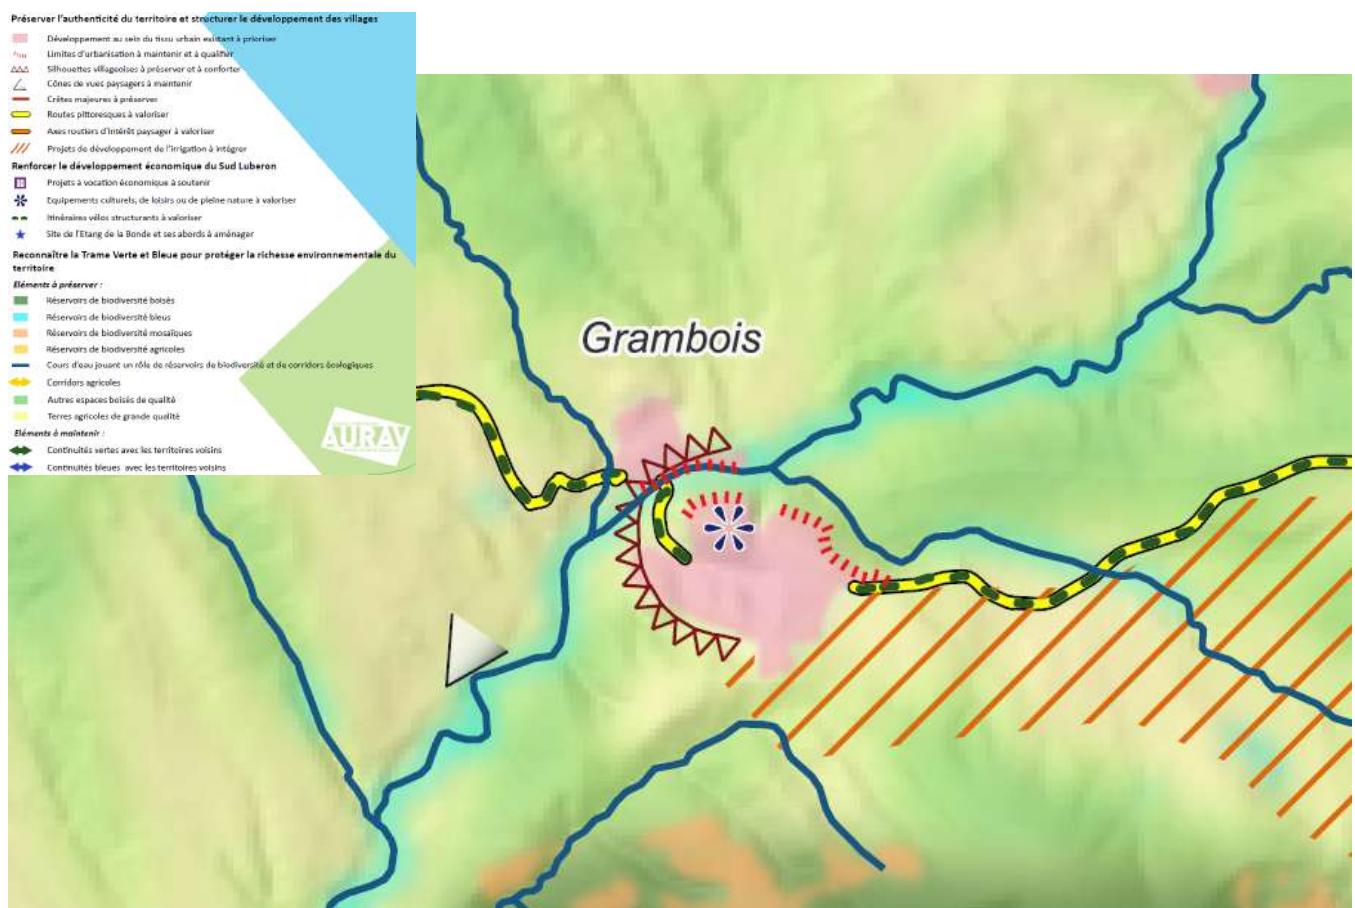 Préserver l'authenticité du territoire et structurer le développement des villages
Développement au sein du tissu urbain existant à prioriser
Limites d'urbanisation à maintenir et à qualifier
Silhouettes villageoises à préserver et à conforter
Cônes de vues paysagers à maintenir
Crêtes majeures à préserver
Routes pittoresques à valoriser
Axes routiers d'intérêt paysager à valoriser
Projets de développement de l'irrigation à intégrer
Renforcer le développement économique du Sud Luberon
Projets à vocation économique à soutenir
Equipements culturels, de loisirs ou de pleine nature à valoriser
Itinéraires vélos structurants à valoriser
Site de l'Etang de la Bonde et ses abords à aménager
Reconnaître la Trame Verte et Bleue pour protéger la richesse environnementale du
territoire
Eléments à préserver :
Réservoirs de biodiversité boisés
Réservoirs de biodiversité bleus
Réservoirs de biodiversité mosaïques
Réservoirs de biodiversité agricoles
Cours d'eau jouant un rôle de réservoirs de biodiversité et de corridors écologiques
Corridors agricoles
Autres espaces boisés de qualité
Terres agricoles de grande qualité
Eléments à maintenir :
Continuités vertes avec les territoires voisins
Continuités bleues avec les territoires voisins
AURAV
Grambois